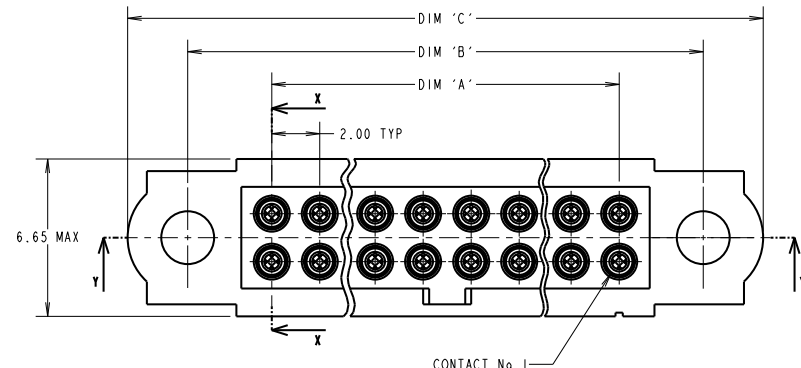 DIM 'C'
DIM 'B'
DIM 'A'
X
2.00 TYP
6.65 MAX
Y
Y
X
CONTACT No 1